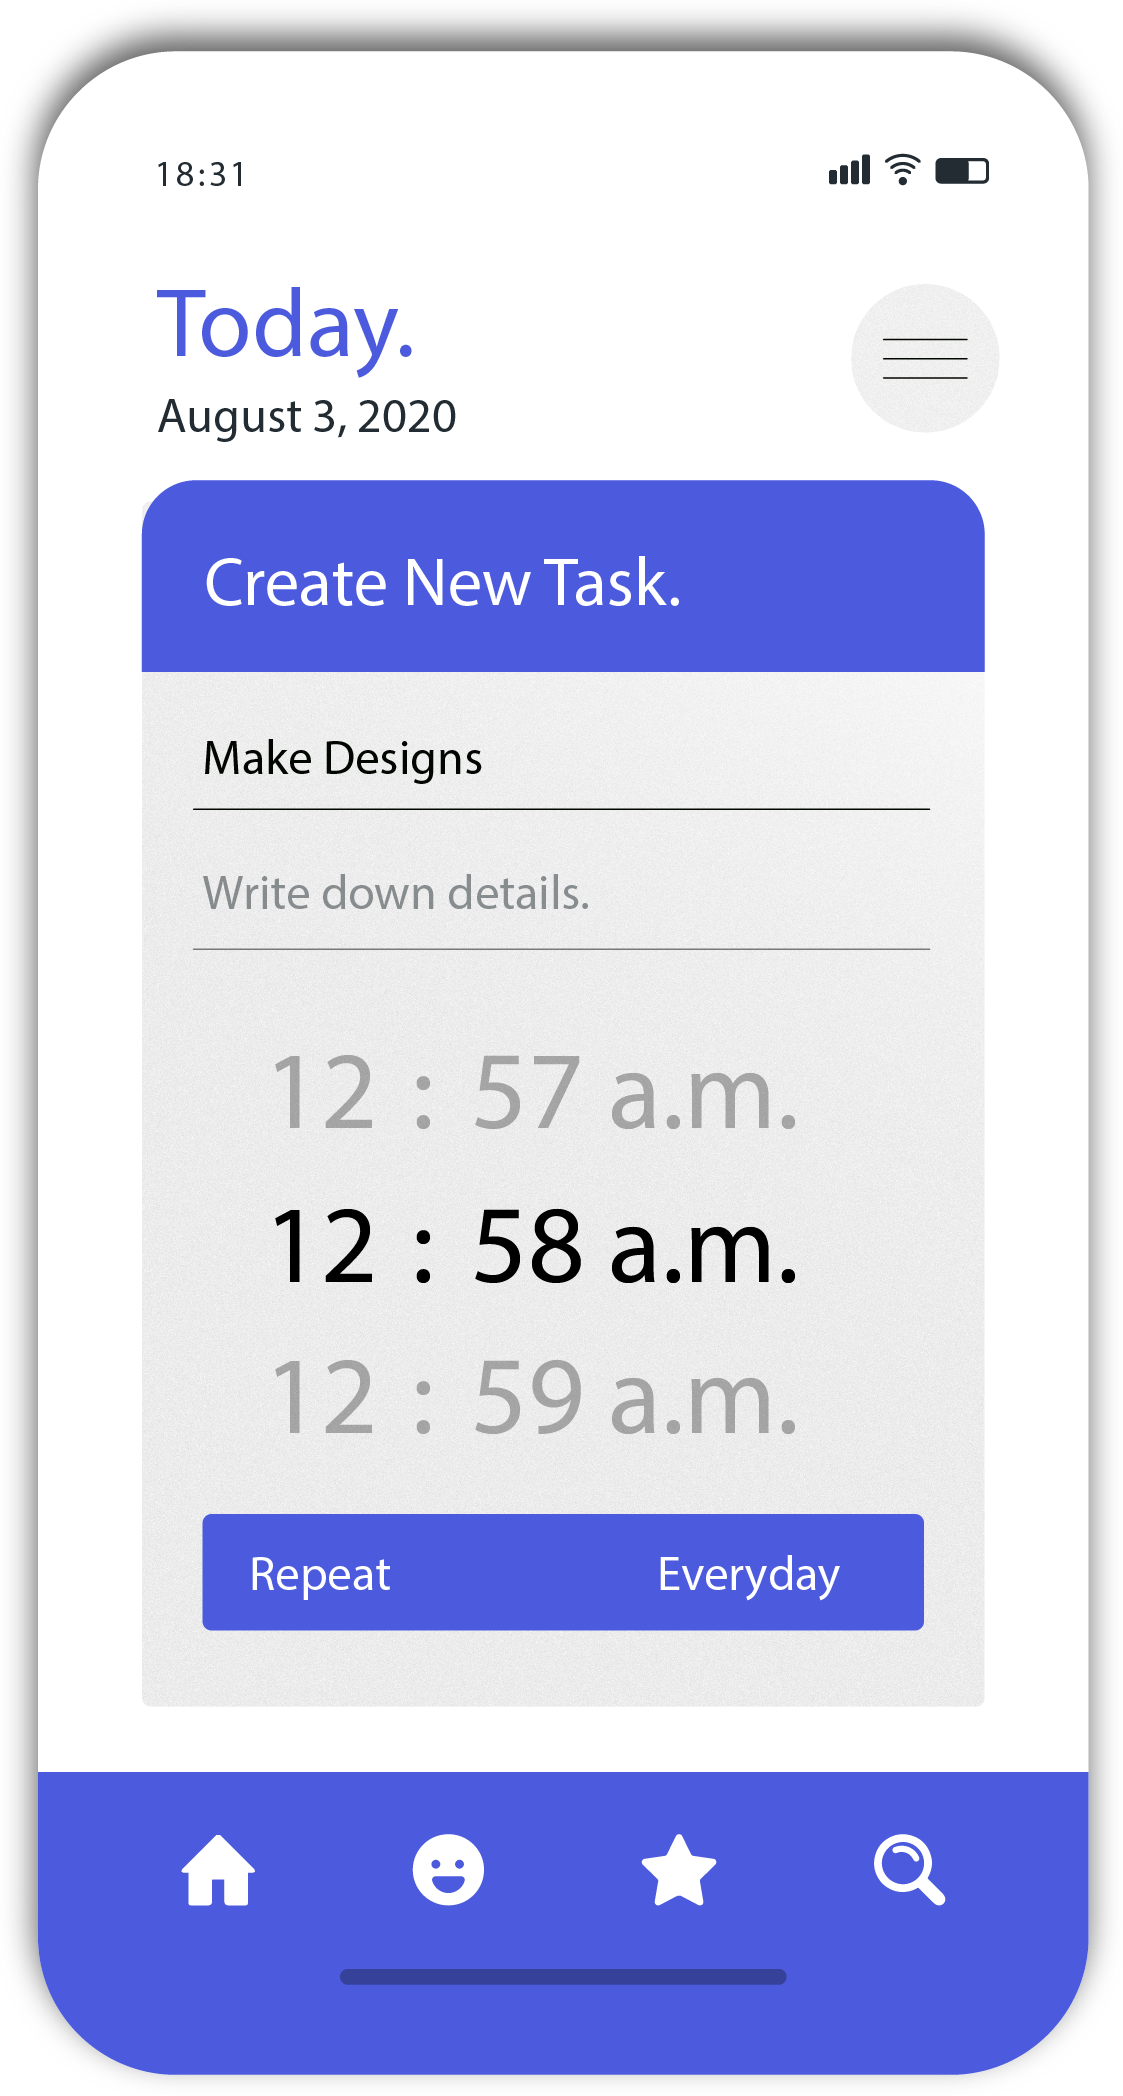 18:31
Today.
August 3, 2020
Create New Task.
Make Designs
Write down details.
12 : 57 a.m.
12 : 58 a.m.
12 : 59 a.m.
Repeat Everyday